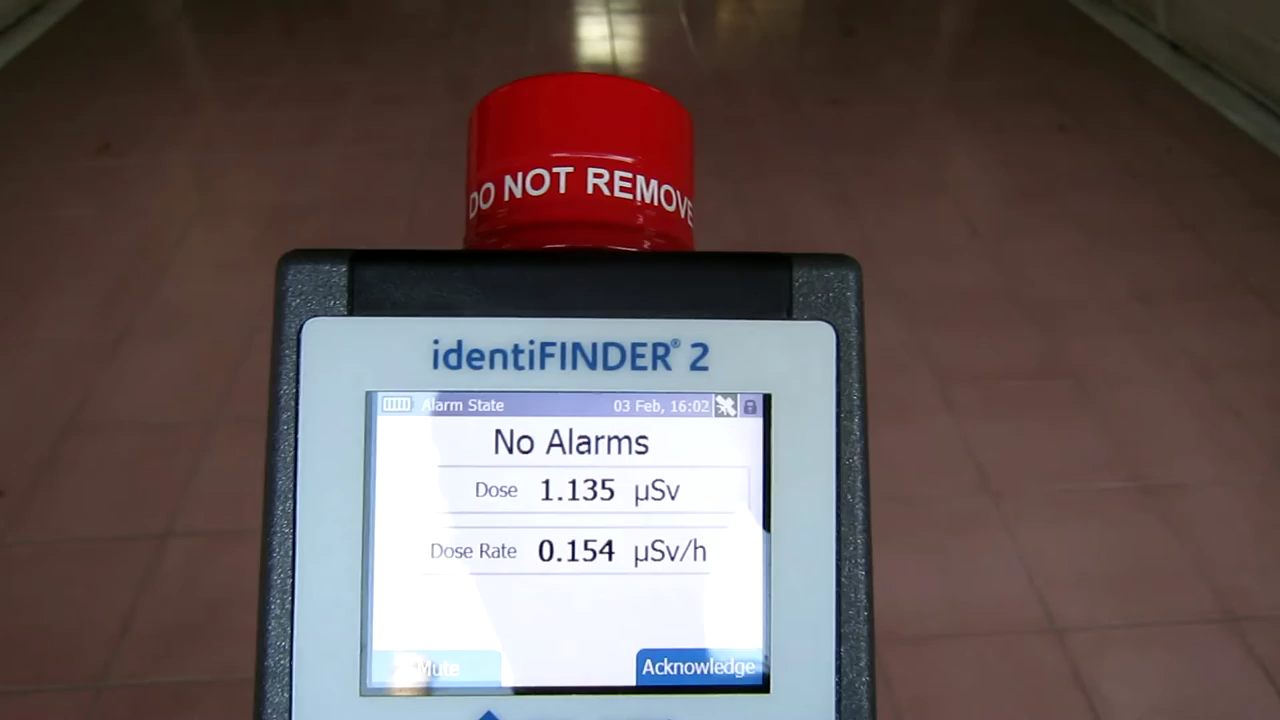 DO NOT REMOVE
identiFINDER® 2
Alarm State 03 Feb, 16:02
No Alarms
Dose 1.135 µSv
Dose Rate 0.154 µSv/h
Mute Acknowledge